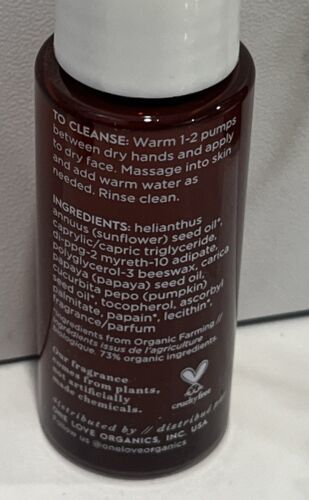 TO CLEANSE: Warm 1-2 pumps
between dry hands and apply
to dry face. Massage into skin
and add warm water as
needed. Rinse clean.
INGREDIENTS: helianthus
annuus (sunflower) seed oil*,
caprylic/capric triglyceride,
di-ppg-2 myreth-10 adipate,
polyglycerol-3 beeswax, carica
papaya (papaya) seed oil,
cucurbita pepo (pumpkin)
seed oil*, tocopherol, ascorbyl
palmitate, papain*, lecithin*,
fragrance/parfum
*Ingredients from Organic Farming //
Ingrédients issus de l'agriculture
biologique. 73% organic ingredients.
Our fragrance
comes from plants,
not artificially
made chemicals.
crueltyfree
distributed by // distribué par
ONE LOVE ORGANICS, INC. USA
Follow us @oneloveorganics